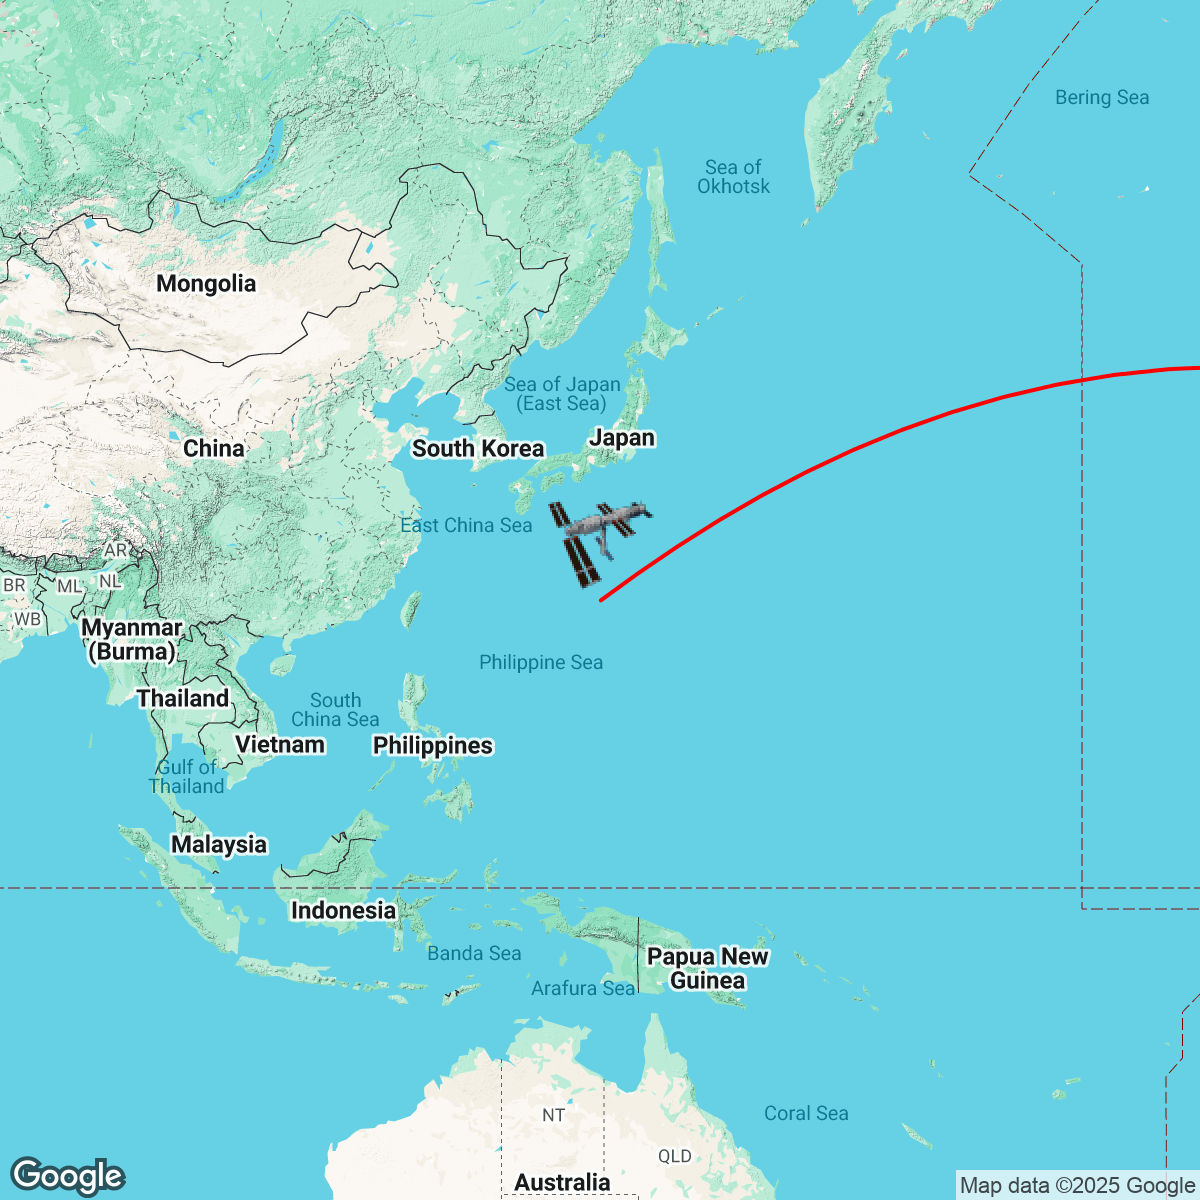 Bering Sea
Sea of
Okhotsk
Mongolia
Sea of Japan
(East Sea)
Japan
China
South Korea
East China Sea
AR
BR
ML
NL
WB
Myanmar
(Burma)
Philippine Sea
Thailand
South
China Sea
Vietnam
Philippines
Gulf of
Thailand
Malaysia
Indonesia
Banda Sea
Papua New
Guinea
Arafura Sea
NT
Coral Sea
QLD
Australia
Google
Map data ©2025 Google